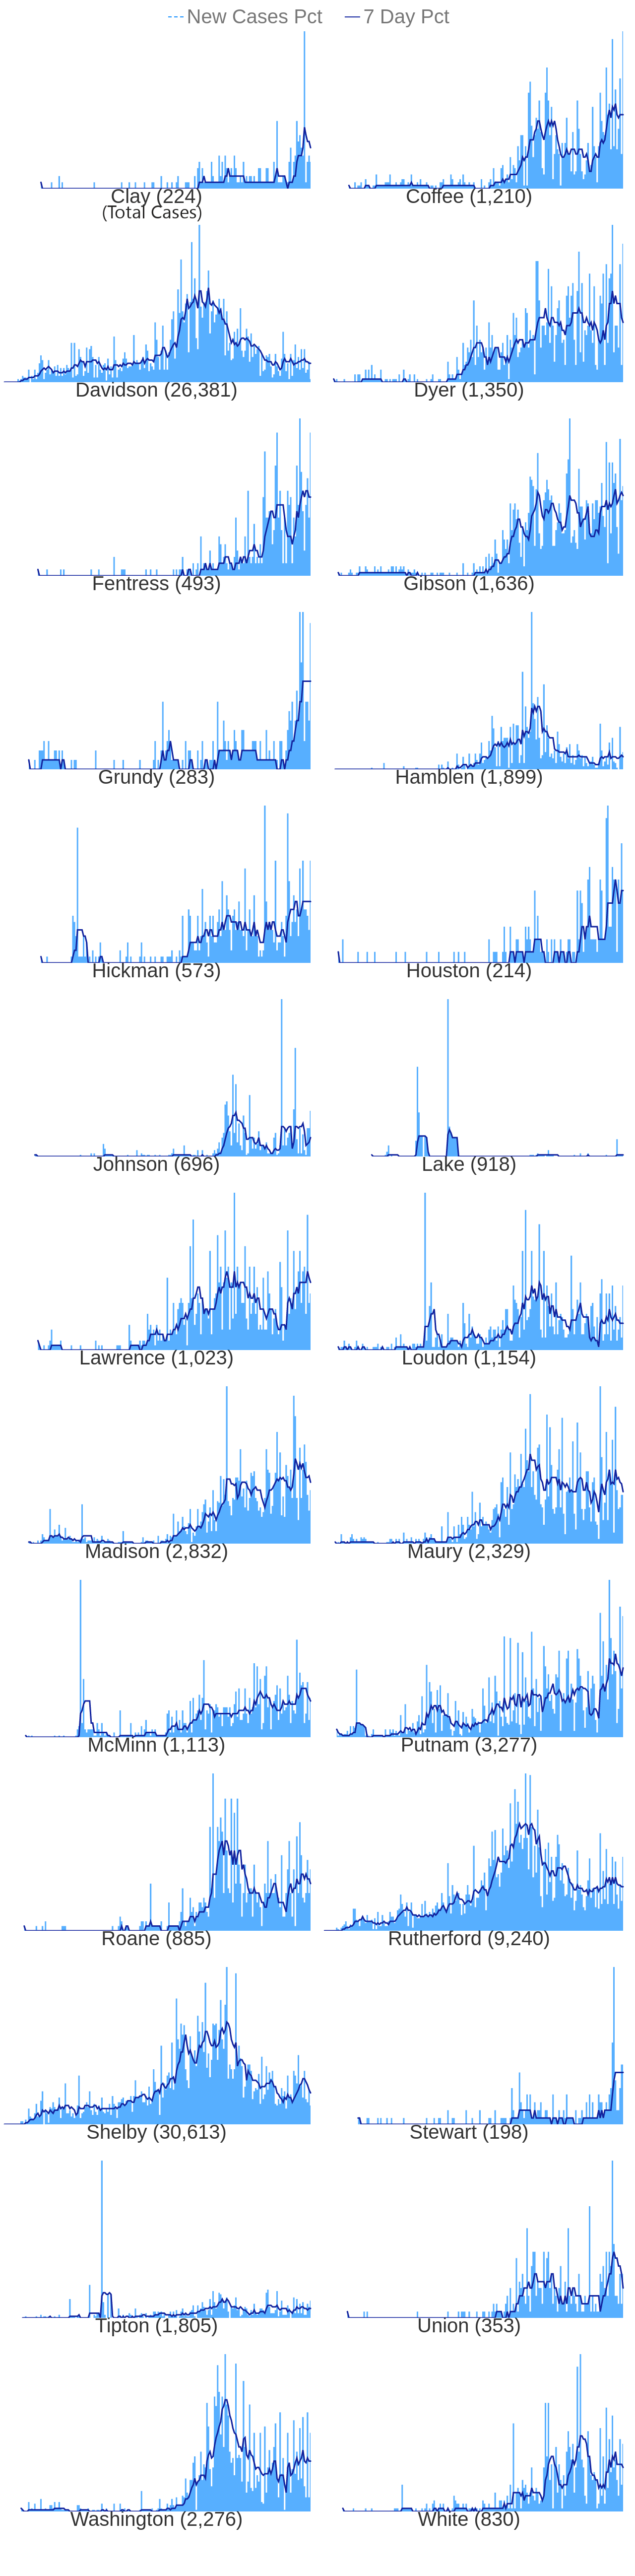 New Cases Pct 7 Day Pct
Clay (224) Coffee (1,210)
(Total Cases)
Davidson (26,381) Dyer (1,350)
Fentress (493) Gibson (1,636)
Grundy (283) Hamblen (1,899)
Hickman (573) Houston (214)
Johnson (696) Lake (918)
Lawrence (1,023) Loudon (1,154)
Madison (2,832) Maury (2,329)
McMinn (1,113) Putnam (3,277)
Roane (885) Rutherford (9,240)
Shelby (30,613) Stewart (198)
Tipton (1,805) Union (353)
Washington (2,276) White (830)